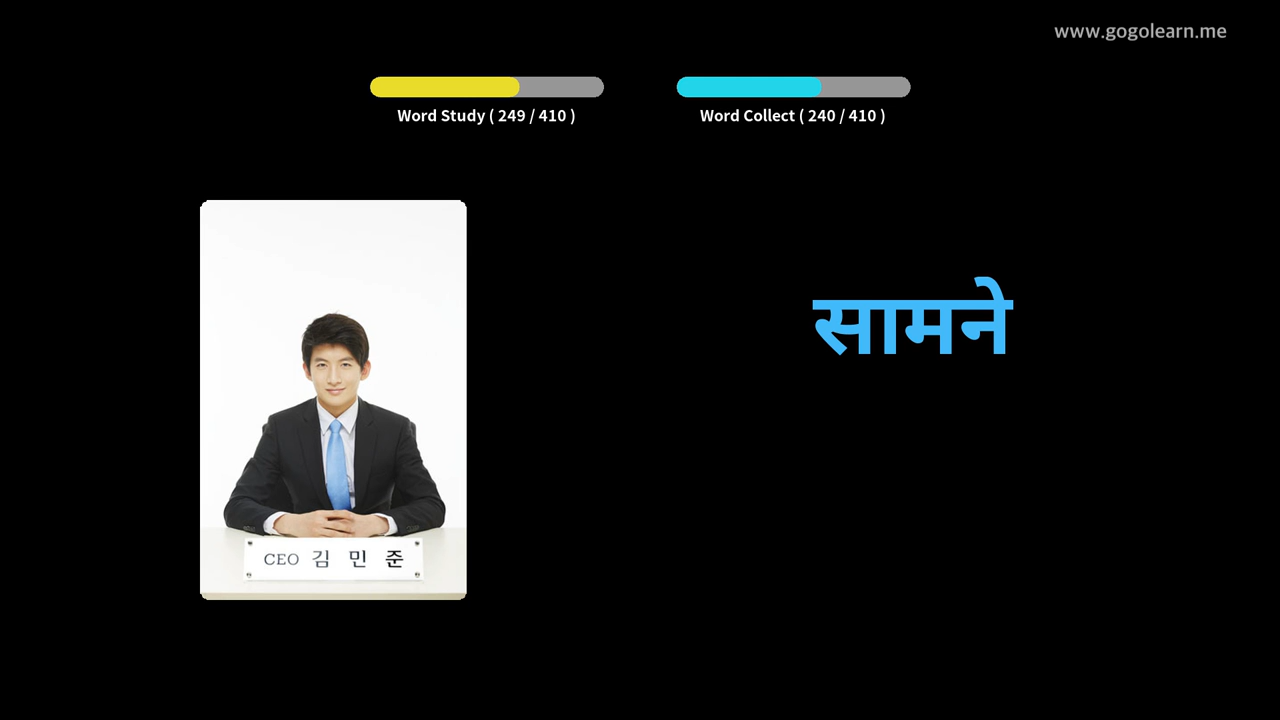 www.gogolearn.me
Word Study ( 249 / 410 )
Word Collect ( 240 / 410 )
सामने
CEO 김 민 준